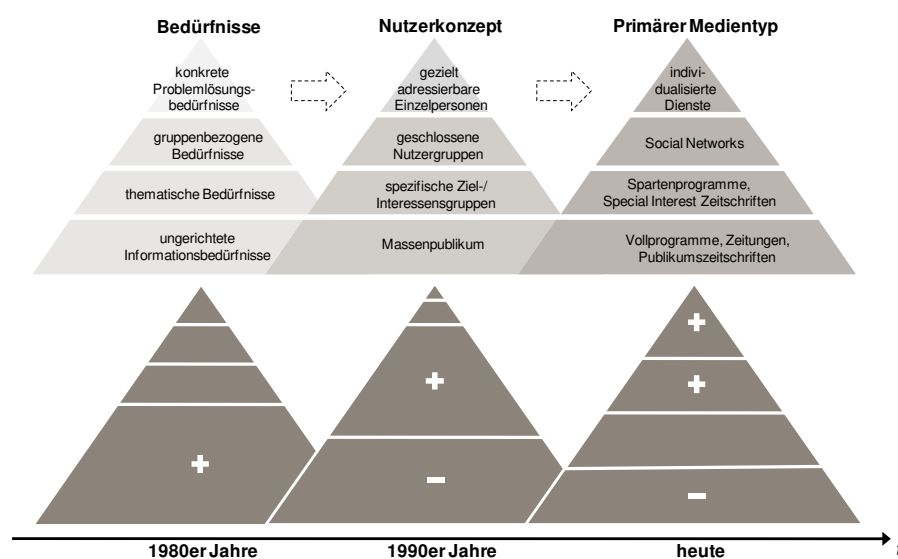 Bedürfnisse
Nutzerkonzept
Primärer Medientyp
konkrete
Problemlösungs-
bedürfnisse
gezielt
adressierbare
Einzelpersonen
indivi-
dualisierte
Dienste
gruppenbezogene
Bedürfnisse
geschlossene
Nutzergruppen
Social Networks
thematische Bedürfnisse
spezifische Ziel-/
Interessensgruppen
Spartenprogramme,
Special Interest Zeitschriften
ungerichtete
Informationsbedürfnisse
Massenpublikum
Vollprogramme, Zeitungen,
Publikumszeitschriften
+
+
–
+
+
–
1980er Jahre
1990er Jahre
heute
t